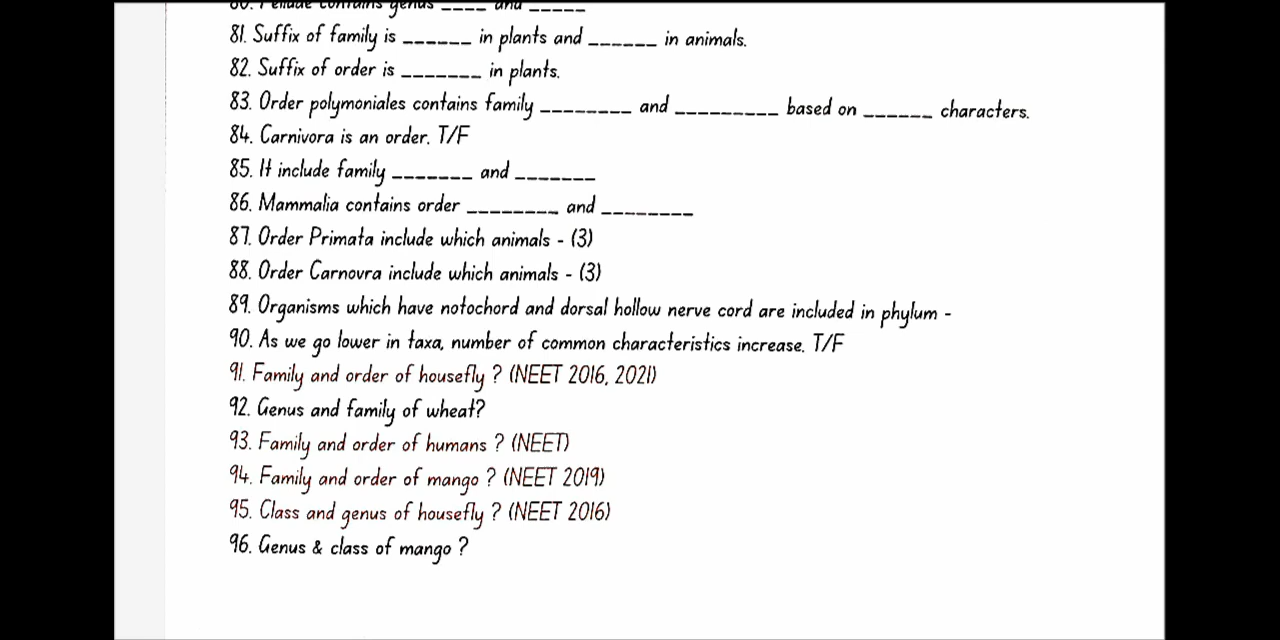 80. Felidae contains genus ____ and _____
81. Suffix of family is ______ in plants and ______ in animals.
82. Suffix of order is _______ in plants.
83. Order polymoniales contains family ________ and _________ based on ______ characters.
84. Carnivora is an order. T/F
85. It include family _______ and _______
86. Mammalia contains order ________ and ________
87. Order Primata include which animals - (3)
88. Order Carnovra include which animals - (3)
89. Organisms which have notochord and dorsal hollow nerve cord are included in phylum -
90. As we go lower in taxa, number of common characteristics increase. T/F
91. Family and order of housefly ? (NEET 2016, 2021)
92. Genus and family of wheat?
93. Family and order of humans ? (NEET)
94. Family and order of mango ? (NEET 2019)
95. Class and genus of housefly ? (NEET 2016)
96. Genus & class of mango ?